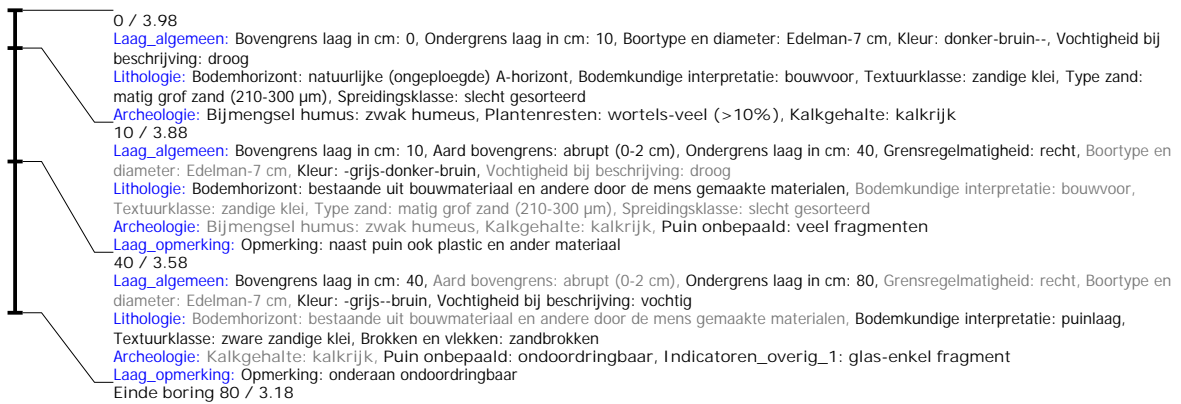 0 / 3.98
Laag_algemeen: Bovengrens laag in cm: 0, Ondergrens laag in cm: 10, Boortype en diameter: Edelman-7 cm, Kleur: donker-bruin--, Vochtigheid bij
beschrijving: droog
Lithologie: Bodemhorizont: natuurlijke (ongeploegde) A-horizont, Bodemkundige interpretatie: bouwvoor, Textuurklasse: zandige klei, Type zand:
matig grof zand (210-300 µm), Spreidingsklasse: slecht gesorteerd
Archeologie: Bijmengsel humus: zwak humeus, Plantenresten: wortels-veel (>10%), Kalkgehalte: kalkrijk
10 / 3.88
Laag_algemeen: Bovengrens laag in cm: 10, Aard bovengrens: abrupt (0-2 cm), Ondergrens laag in cm: 40, Grensregelmatigheid: recht, Boortype en
diameter: Edelman-7 cm, Kleur: -grijs-donker-bruin, Vochtigheid bij beschrijving: droog
Lithologie: Bodemhorizont: bestaande uit bouwmateriaal en andere door de mens gemaakte materialen, Bodemkundige interpretatie: bouwvoor,
Textuurklasse: zandige klei, Type zand: matig grof zand (210-300 µm), Spreidingsklasse: slecht gesorteerd
Archeologie: Bijmengsel humus: zwak humeus, Kalkgehalte: kalkrijk, Puin onbepaald: veel fragmenten
Laag_opmerking: Opmerking: naast puin ook plastic en ander materiaal
40 / 3.58
Laag_algemeen: Bovengrens laag in cm: 40, Aard bovengrens: abrupt (0-2 cm), Ondergrens laag in cm: 80, Grensregelmatigheid: recht, Boortype en
diameter: Edelman-7 cm, Kleur: -grijs--bruin, Vochtigheid bij beschrijving: vochtig
Lithologie: Bodemhorizont: bestaande uit bouwmateriaal en andere door de mens gemaakte materialen, Bodemkundige interpretatie: puinlaag,
Textuurklasse: zware zandige klei, Brokken en vlekken: zandbrokken
Archeologie: Kalkgehalte: kalkrijk, Puin onbepaald: ondoordringbaar, Indicatoren_overig_1: glas-enkel fragment
Laag_opmerking: Opmerking: onderaan ondoordringbaar
Einde boring 80 / 3.18